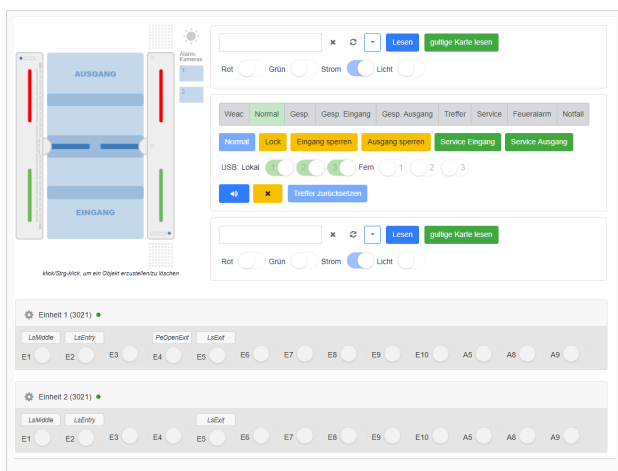 Alarm-
Kameras
1
2
AUSGANG
EINGANG
klick/Strg-klick, um ein Objekt erstullen/zu löschen
Lesen gultige Karte lesen
Rot Grün Strom Licht
Weac Normal Gesp. Gesp. Eingang Gesp. Ausgang Treffer Service Feueralarm Notfall
Normal Lock Eingang sperren Ausgang sperren Service Eingang Service Ausgang
USB: Lokal 1 2 3 Fern 1 2 3
Treffer zurücksetzen
Lesen gultige Karte lesen
Rot Grün Strom Licht
Einheit 1 (3021)
LsMiddle LsEntry PeOpenExit LsExit
E1 E2 E3 E4 E5 E6 E7 E8 E9 E10 A5 A8 A9
Einheit 2 (3021)
LsMiddle LsEntry LsExit
E1 E2 E3 E4 E5 E6 E7 E8 E9 E10 A5 A8 A9